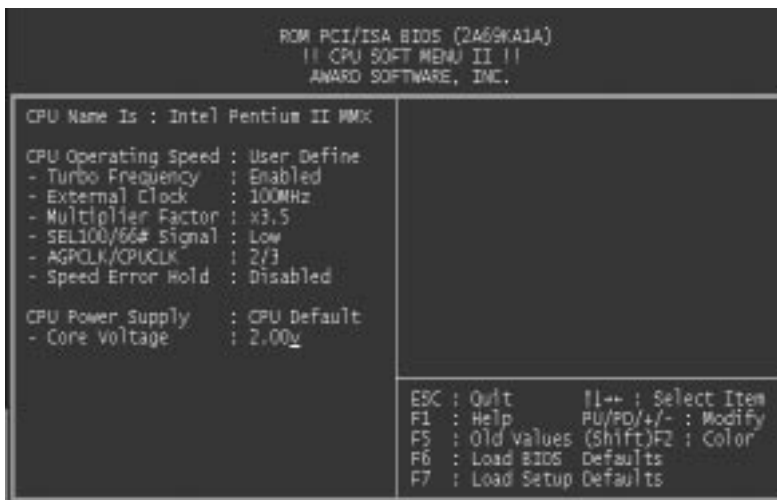 ROM PCI/ISA BIOS (2A69KA1A)
!! CPU SOFT MENU II !!
AWARD SOFTWARE, INC.
CPU Name Is : Intel Pentium II MMX
CPU Operating Speed : User Define
- Turbo Frequency : Enabled
- External Clock : 100MHz
- Multiplier Factor : x3.5
- SEL100/66# Signal : Low
- AGPCLK/CPUCLK : 2/3
- Speed Error Hold : Disabled
CPU Power Supply : CPU Default
- Core Voltage : 2.00v
ESC : Quit ↑↓→← : Select Item
F1 : Help PU/PD/+/- : Modify
F5 : Old Values (Shift)F2 : Color
F6 : Load BIOS Defaults
F7 : Load Setup Defaults